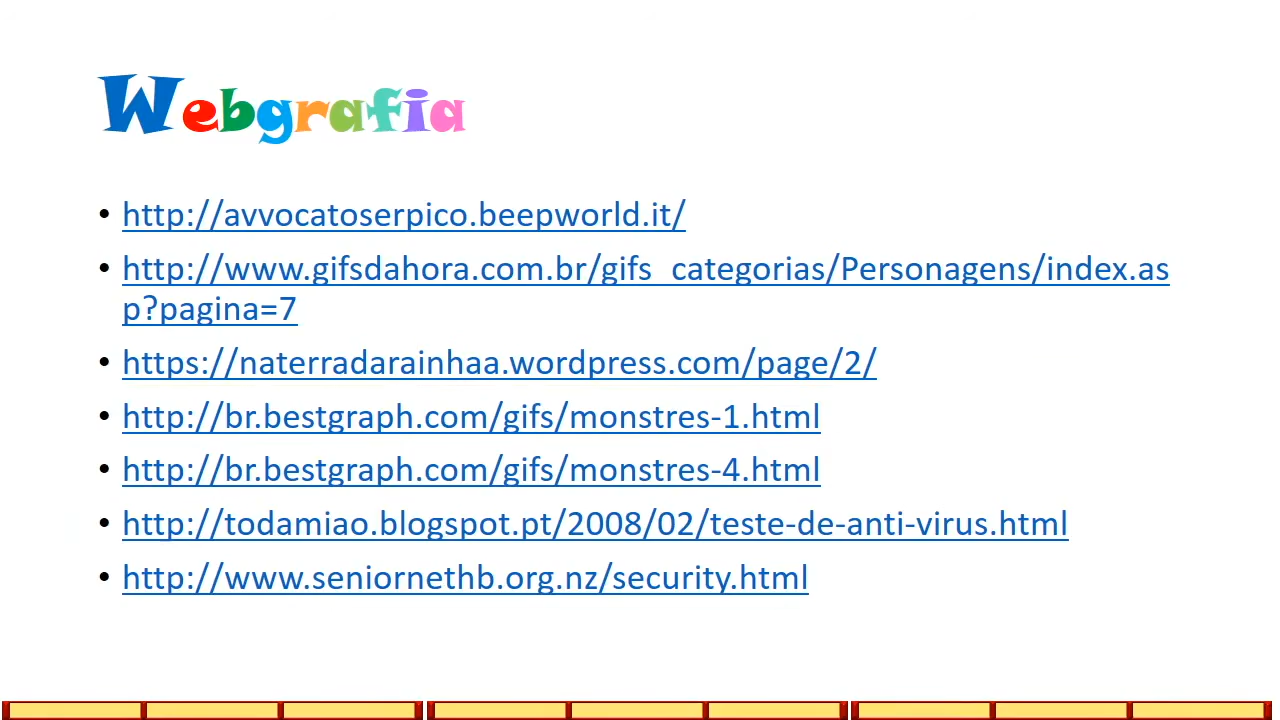 Webgrafia
• http://avvocatoserpico.beepworld.it/
• http://www.gifsdahora.com.br/gifs_categorias/Personagens/index.as
p?pagina=7
• https://naterradarainhaa.wordpress.com/page/2/
• http://br.bestgraph.com/gifs/monstres-1.html
• http://br.bestgraph.com/gifs/monstres-4.html
• http://todamiao.blogspot.pt/2008/02/teste-de-anti-virus.html
• http://www.seniornethb.org.nz/security.html